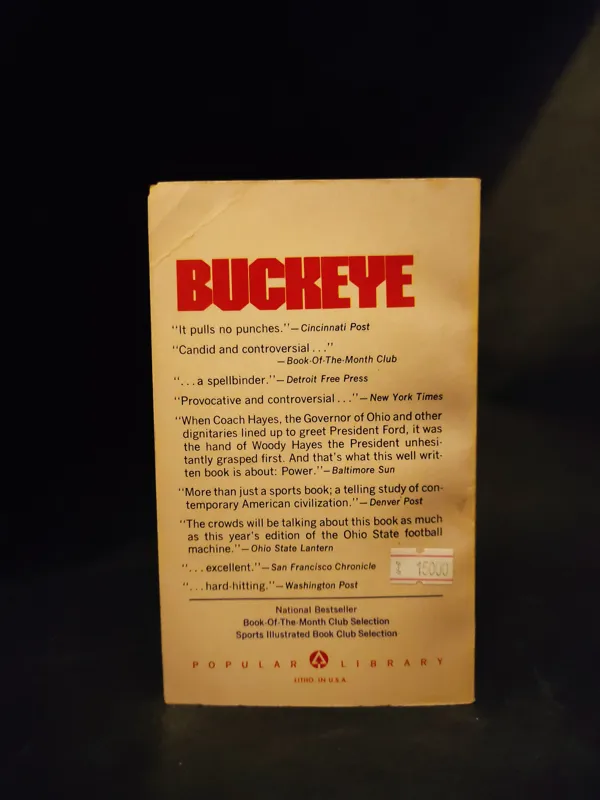 BUCKEYE
"It pulls no punches."—Cincinnati Post
"Candid and controversial . . ."
—Book-Of-The-Month Club
". . . a spellbinder."—Detroit Free Press
"Provocative and controversial . . ."—New York Times
"When Coach Hayes, the Governor of Ohio and other
dignitaries lined up to greet President Ford, it was
the hand of Woody Hayes the President unhesi-
tantly grasped first. And that's what this well writ-
ten book is about: Power."—Baltimore Sun
"More than just a sports book; a telling study of con-
temporary American civilization."—Denver Post
"The crowds will be talking about this book as much
as this year's edition of the Ohio State football
machine."—Ohio State Lantern
". . . excellent."—San Francisco Chronicle
15000
". . . hard-hitting."—Washington Post
National Bestseller
Book-Of-The-Month Club Selection
Sports Illustrated Book Club Selection
POPULAR LIBRARY
LITHO. IN U.S.A.